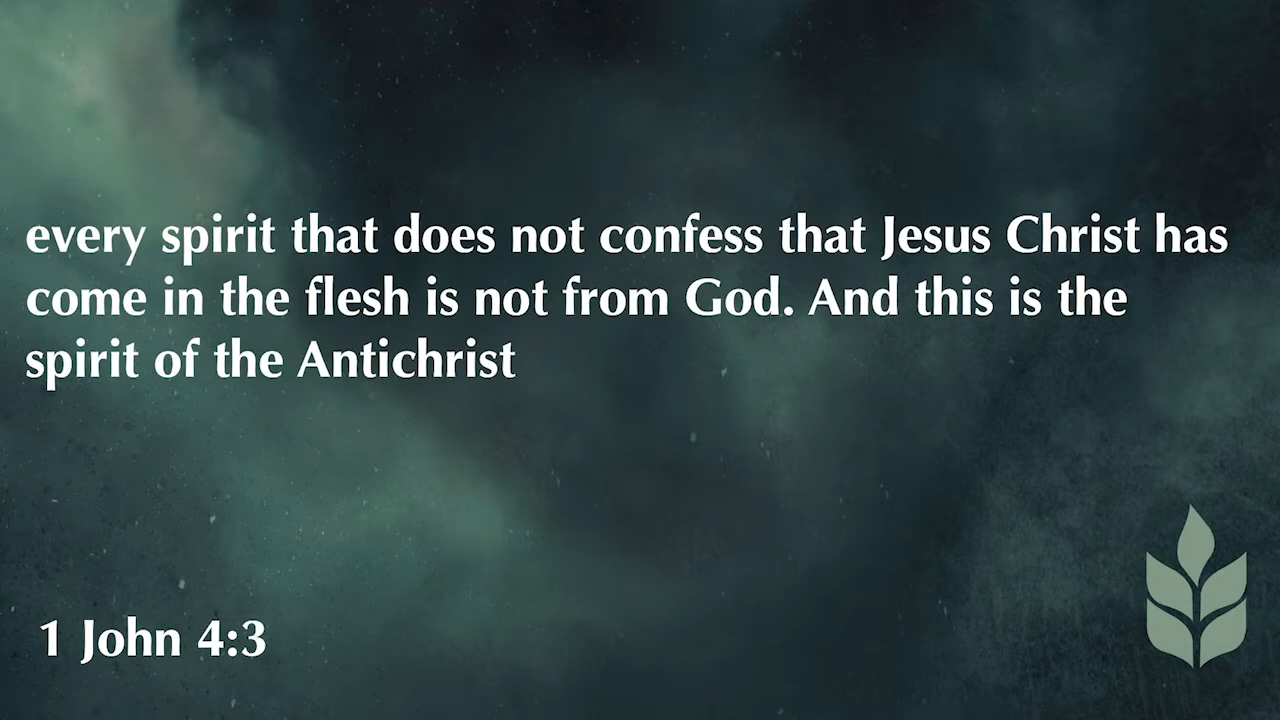 every spirit that does not confess that Jesus Christ has
come in the flesh is not from God. And this is the
spirit of the Antichrist
1 John 4:3